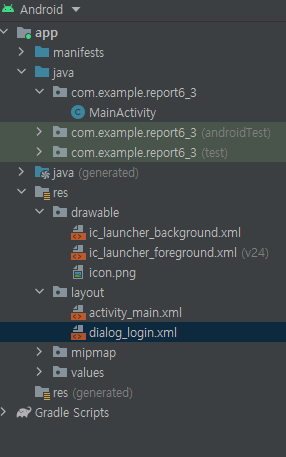 Android
app
manifests
java
com.example.report6_3
MainActivity
com.example.report6_3 (androidTest)
com.example.report6_3 (test)
java (generated)
res
drawable
ic_launcher_background.xml
ic_launcher_foreground.xml (v24)
icon.png
layout
activity_main.xml
dialog_login.xml
mipmap
values
res (generated)
Gradle Scripts